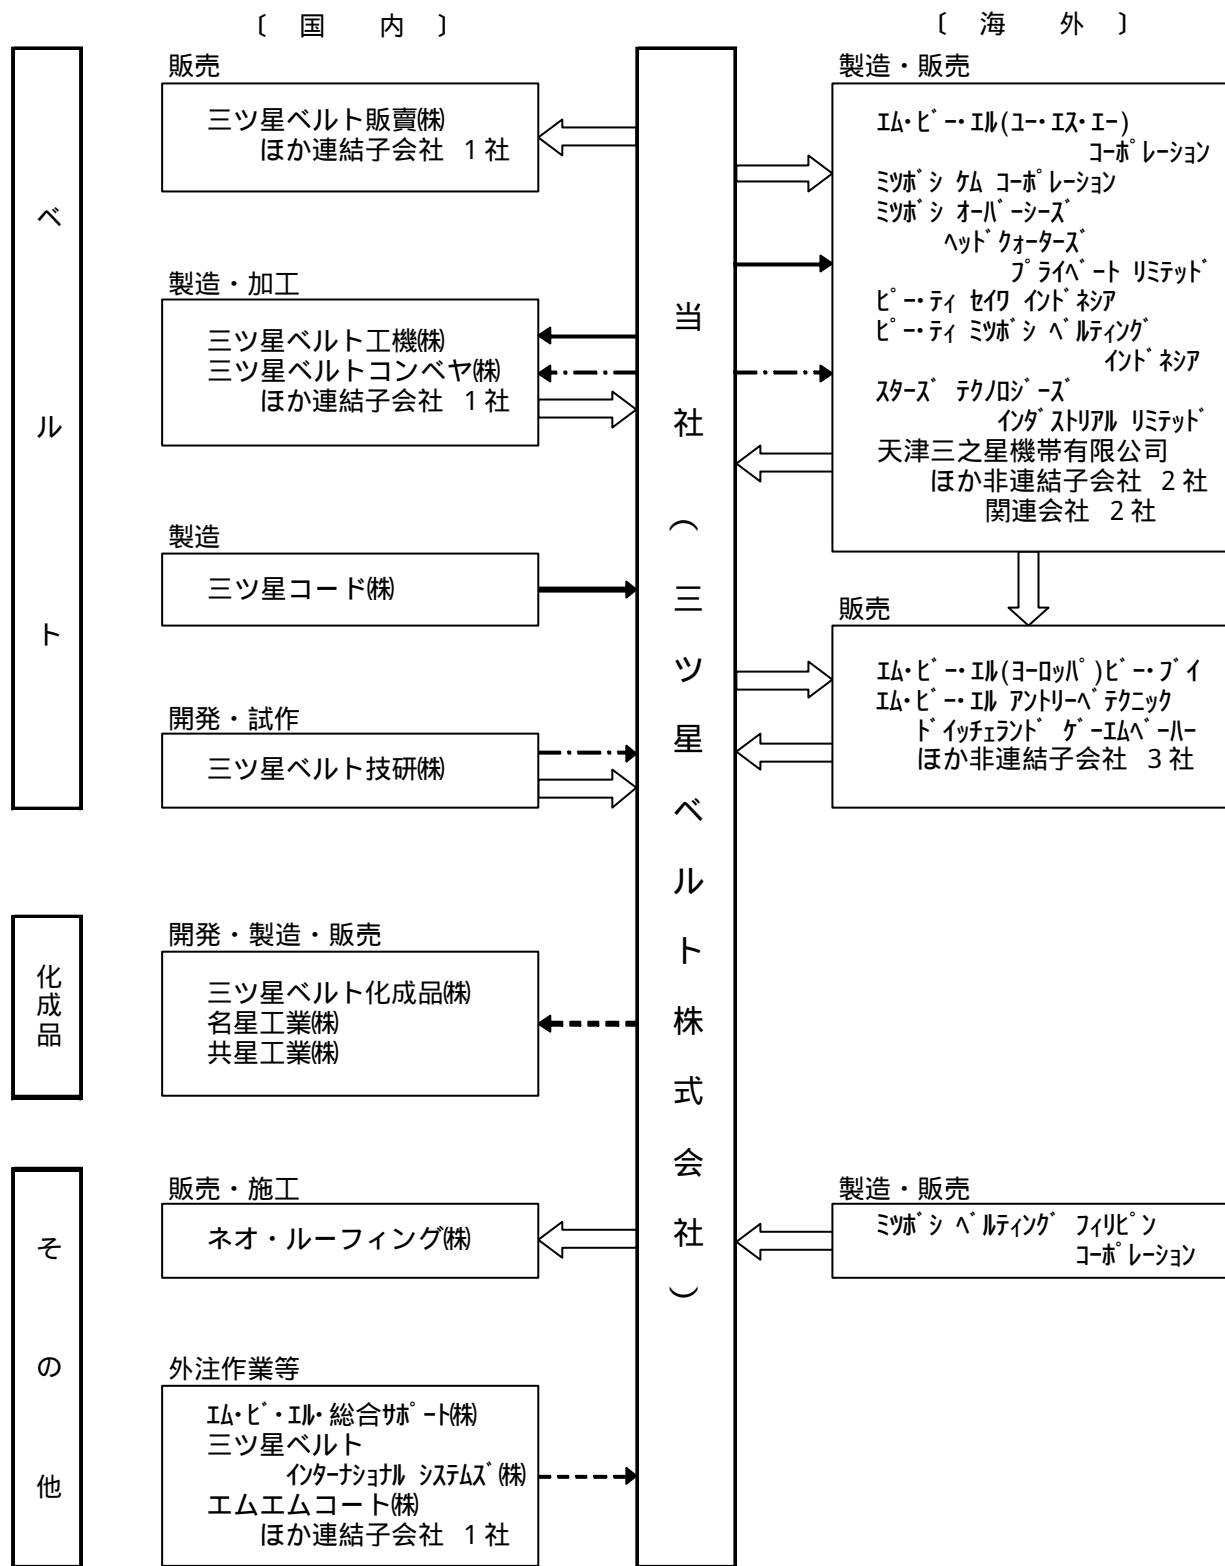 〔 国 内 〕
〔 海 外 〕
ベルト
販売
三ツ星ベルト販賣㈱
ほか連結子会社 1社
製造・加工
三ツ星ベルト工機㈱
三ツ星ベルトコンベヤ㈱
ほか連結子会社 1社
製造
三ツ星コード㈱
開発・試作
三ツ星ベルト技研㈱
化成品
開発・製造・販売
三ツ星ベルト化成品㈱
名星工業㈱
共星工業㈱
その他
販売・施工
ネオ・ルーフィング㈱
外注作業等
エム・ビ・エル・総合サポート㈱
三ツ星ベルト
インターナショナル システムズ㈱
エムエムコート㈱
ほか連結子会社 1社
当社(三ツ星ベルト株式会社)
製造・販売
エム・ビー・エル(ユー・エス・エー)
コーポレーション
ミツボシ ケム コーポレーション
ミツボシ オーバーシーズ
ヘッドクォーターズ
プライベート リミテッド
ピー・ティ セイワ インドネシア
ピー・ティ ミツボシ ベルティング
インドネシア
スターズ テクノロジーズ
インダストリアル リミテッド
天津三之星機帯有限公司
ほか非連結子会社 2社
関連会社 2社
販売
エム・ビー・エル(ヨーロッパ)ビー・ブイ
エム・ビー・エル アントリーベテクニック
ドイッチェランド ゲーエムベーハー
ほか非連結子会社 3社
製造・販売
ミツボシ ベルティング フィリピン
コーポレーション